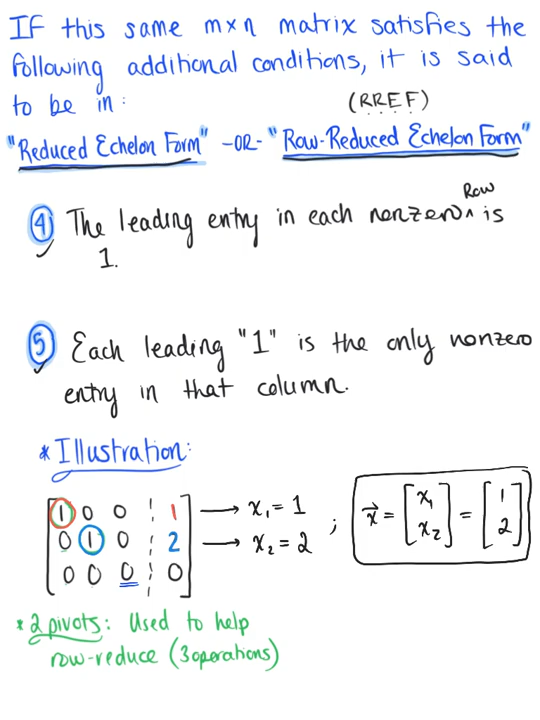 IF this same m×n matrix satisfies the
following additional conditions, it is said
to be in:
(RREF)
"Reduced Echelon Form" -OR- "Row-Reduced Echelon Form"
④ The leading entry in each nonzero ^ Row is
1.
⑤ Each leading "1" is the only nonzero
entry in that column.
* Illustration:
[1 0 0 ¦ 1] → x₁ = 1
[0 1 0 ¦ 2] → x₂ = 2 ; x⃗ = [x₁ x₂] = [1 2]
[0 0 0 ¦ 0]
* 2 pivots: Used to help
row-reduce (3 operations)